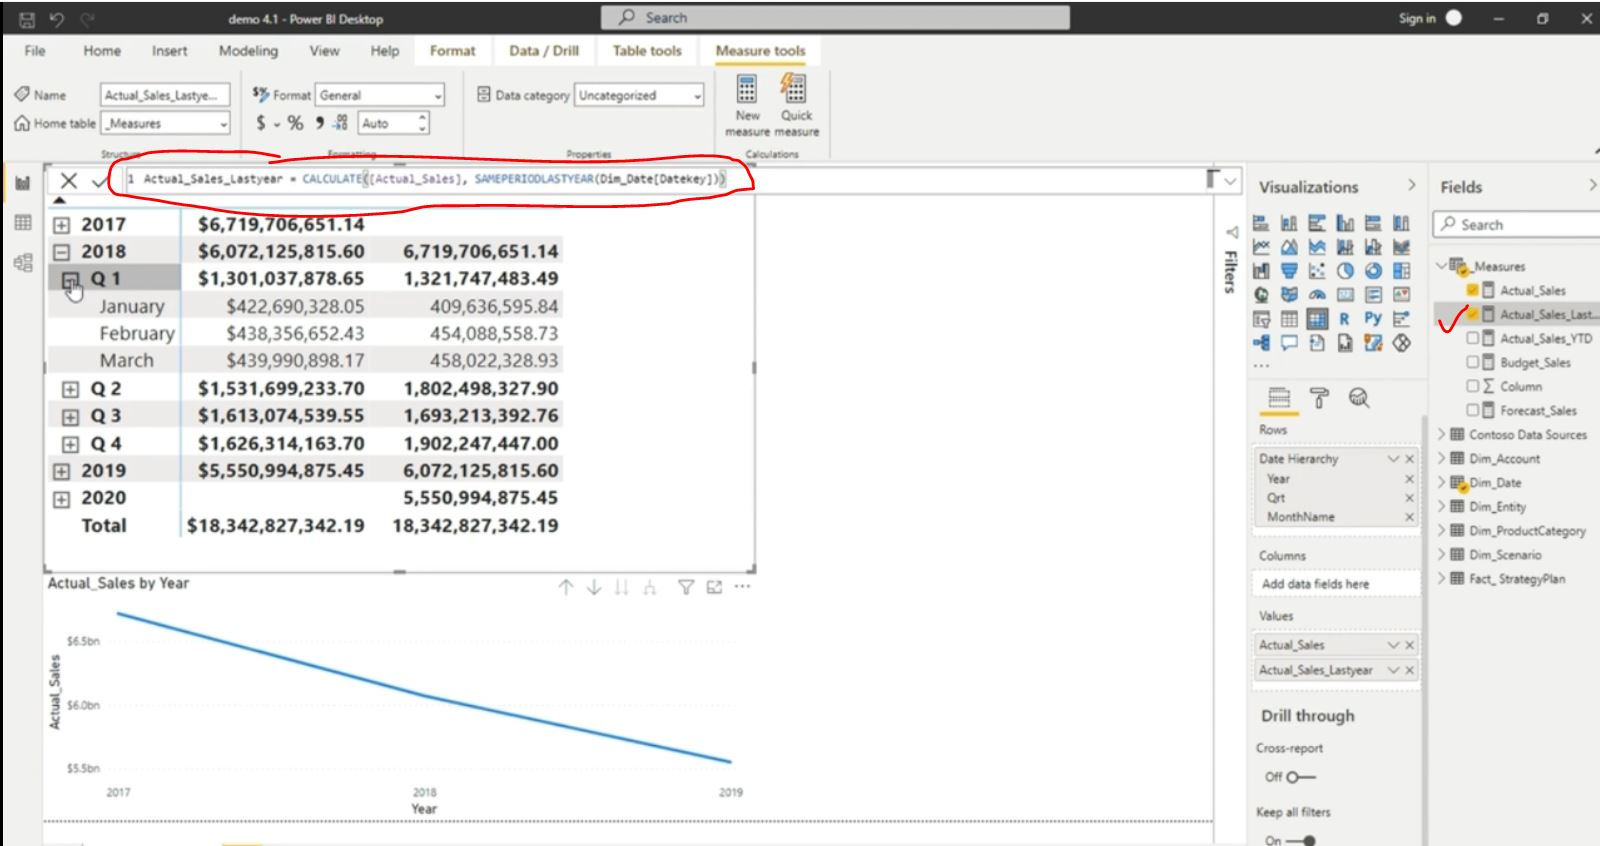 demo 4.1 - Power BI Desktop
Search
Sign in
File Home Insert Modeling View Help Format Data / Drill Table tools Measure tools
Name Actual_Sales_Lastye...
Home table _Measures
$% Format General
$ % , Auto
Data category Uncategorized
New measure
Quick measure
Structure Formatting Properties Calculations
1 Actual_Sales_Lastyear = CALCULATE([Actual_Sales], SAMEPERIODLASTYEAR(Dim_Date[Datekey]))
2017 $6,719,706,651.14
2018 $6,072,125,815.60 6,719,706,651.14
Q 1 $1,301,037,878.65 1,321,747,483.49
January $422,690,328.05 409,636,595.84
February $438,356,652.43 454,088,558.73
March $439,990,898.17 458,022,328.93
Q 2 $1,531,699,233.70 1,802,498,327.90
Q 3 $1,613,074,539.55 1,693,213,392.76
Q 4 $1,626,314,163.70 1,902,247,447.00
2019 $5,550,994,875.45 6,072,125,815.60
2020 5,550,994,875.45
Total $18,342,827,342.19 18,342,827,342.19
Actual_Sales by Year
Actual_Sales
$6.5bn
$6.0bn
$5.5bn
2017 2018 2019
Year
Filters
Visualizations
R Py
...
Rows
Date Hierarchy
Year
Qrt
MonthName
Columns
Add data fields here
Values
Actual_Sales
Actual_Sales_Lastyear
Drill through
Cross-report
Off
Keep all filters
On
Fields
Search
_Measures
Actual_Sales
Actual_Sales_Last...
Actual_Sales_YTD
Budget_Sales
Column
Forecast_Sales
Contoso Data Sources
Dim_Account
Dim_Date
Dim_Entity
Dim_ProductCategory
Dim_Scenario
Fact_ StrategyPlan